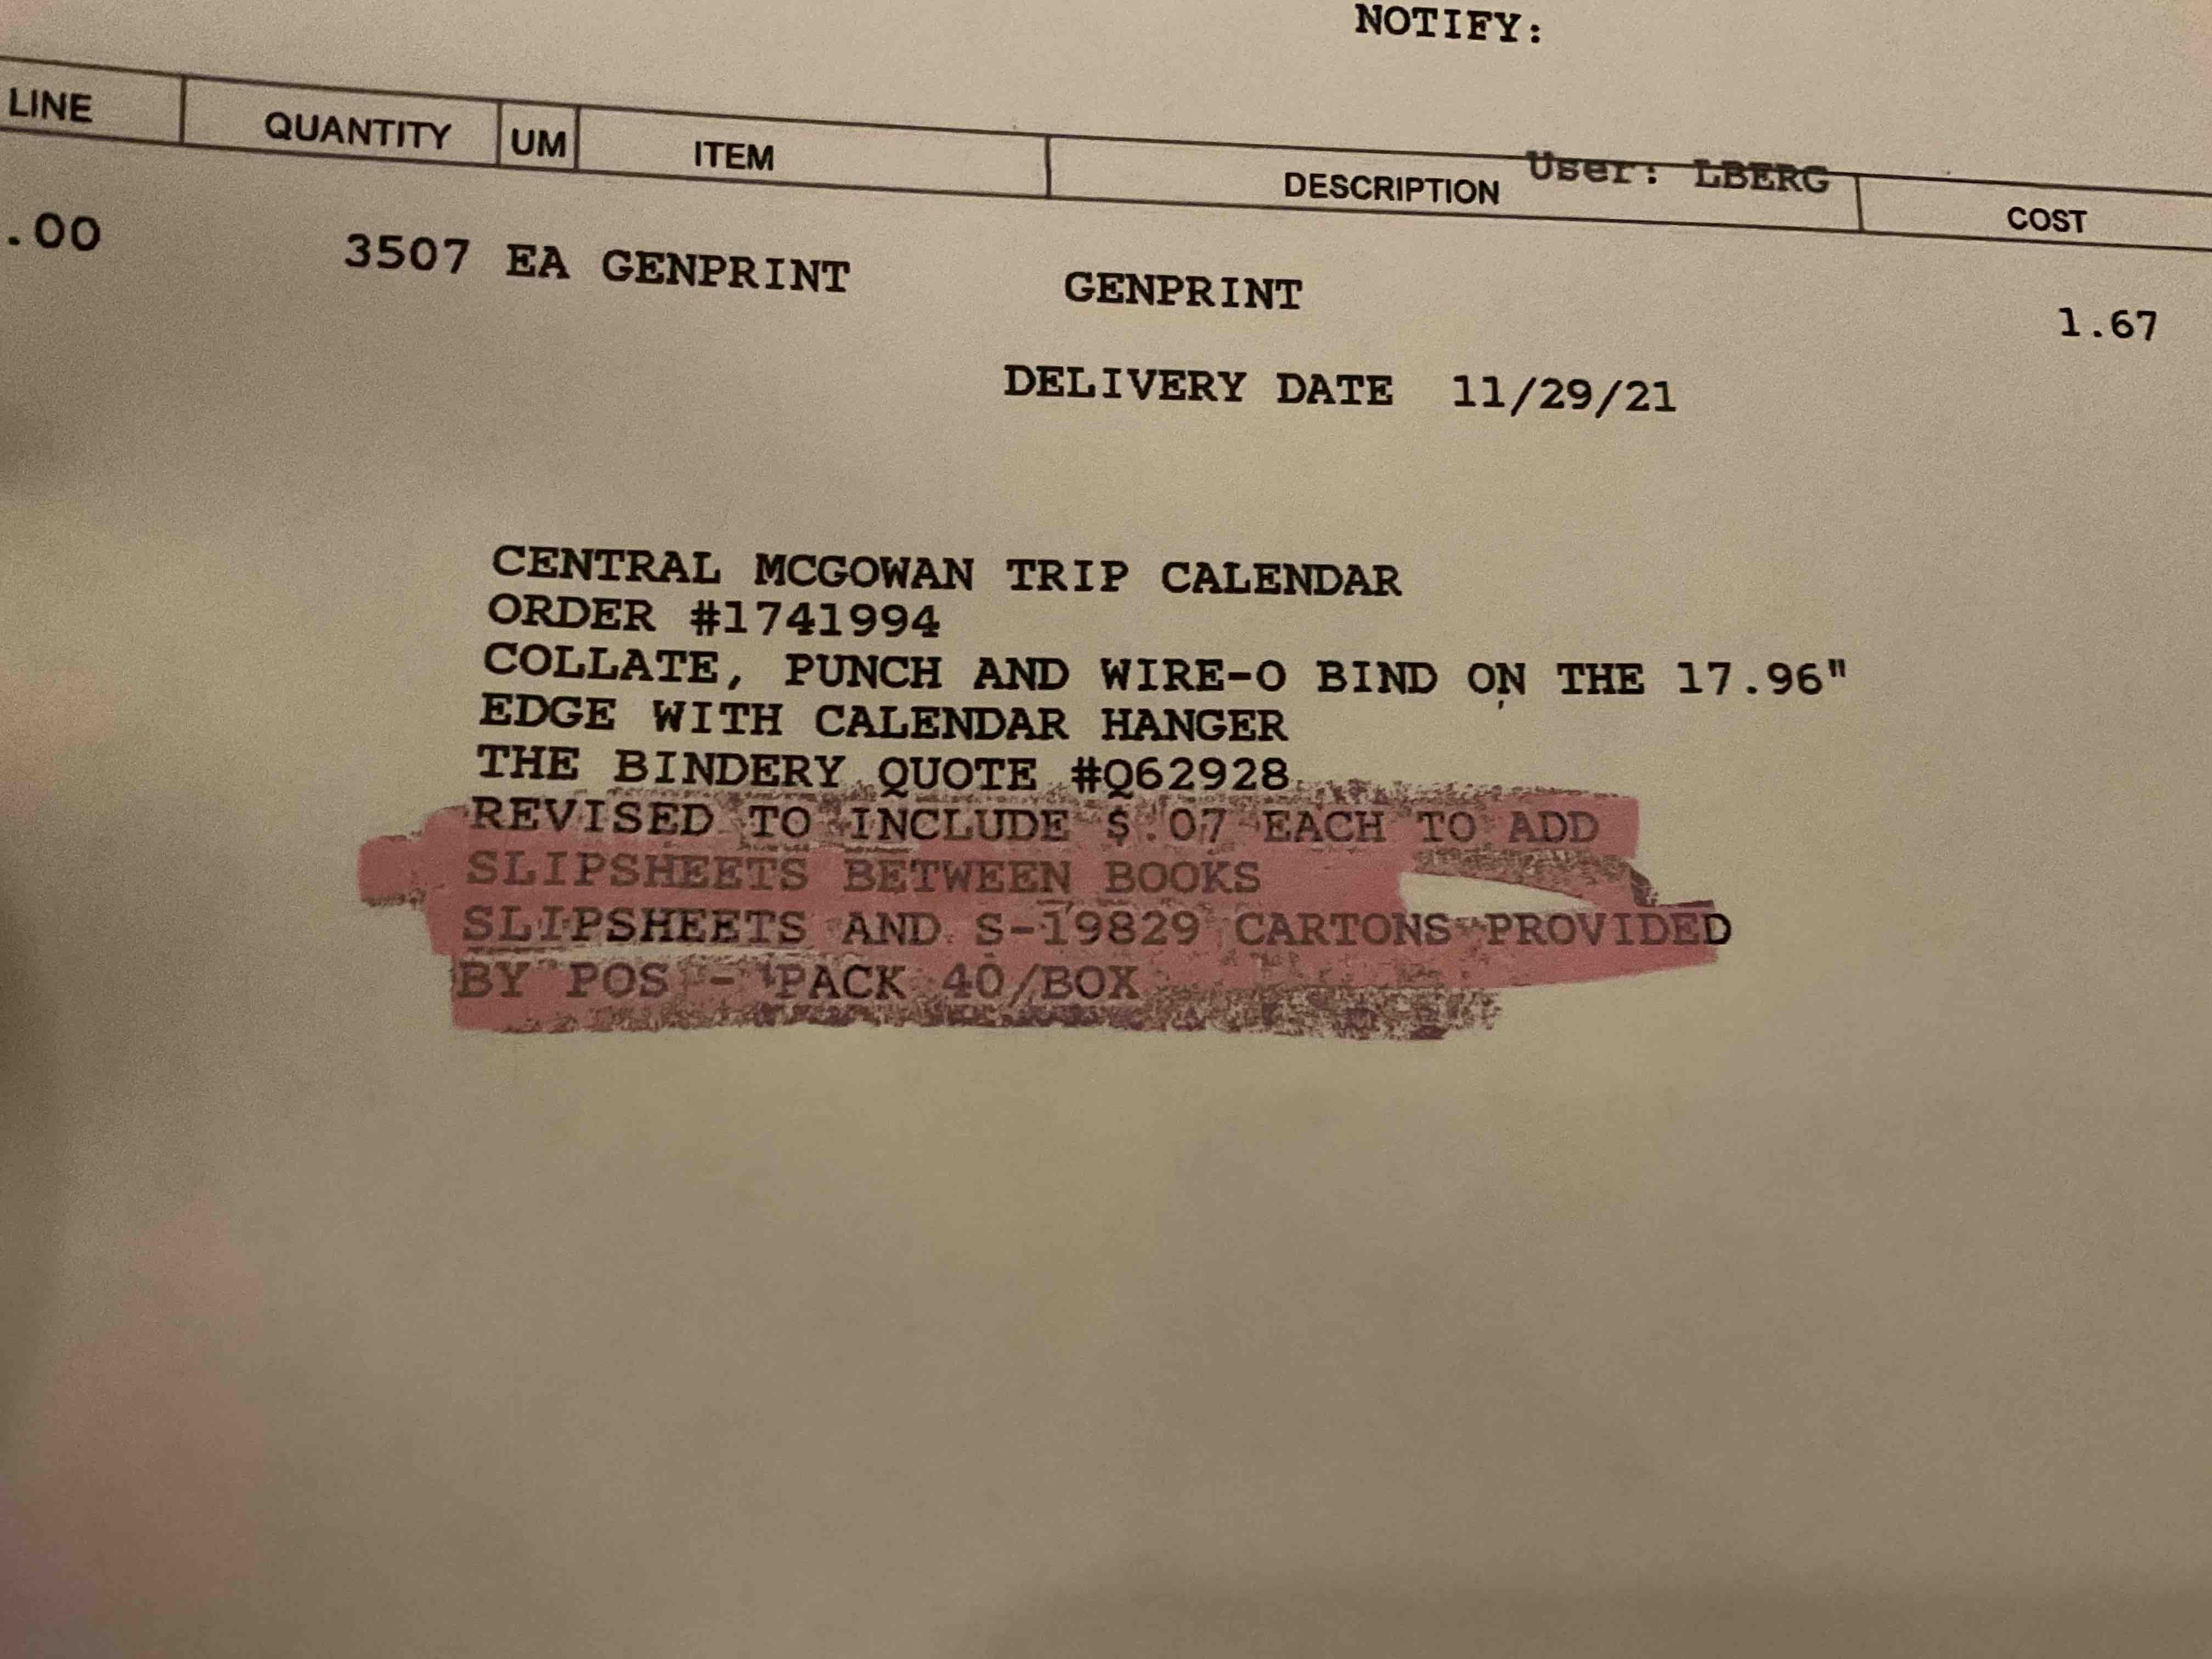 NOTIFY:
LINE QUANTITY UM ITEM DESCRIPTION User: LBERG COST
.00 3507 EA GENPRINT GENPRINT 1.67
DELIVERY DATE 11/29/21
CENTRAL MCGOWAN TRIP CALENDAR
ORDER #1741994
COLLATE, PUNCH AND WIRE-O BIND ON THE 17.96"
EDGE WITH CALENDAR HANGER
THE BINDERY QUOTE #Q62928
REVISED TO INCLUDE $.07 EACH TO ADD
SLIPSHEETS BETWEEN BOOKS
SLIPSHEETS AND S-19829 CARTONS PROVIDED
BY POS - PACK 40/BOX